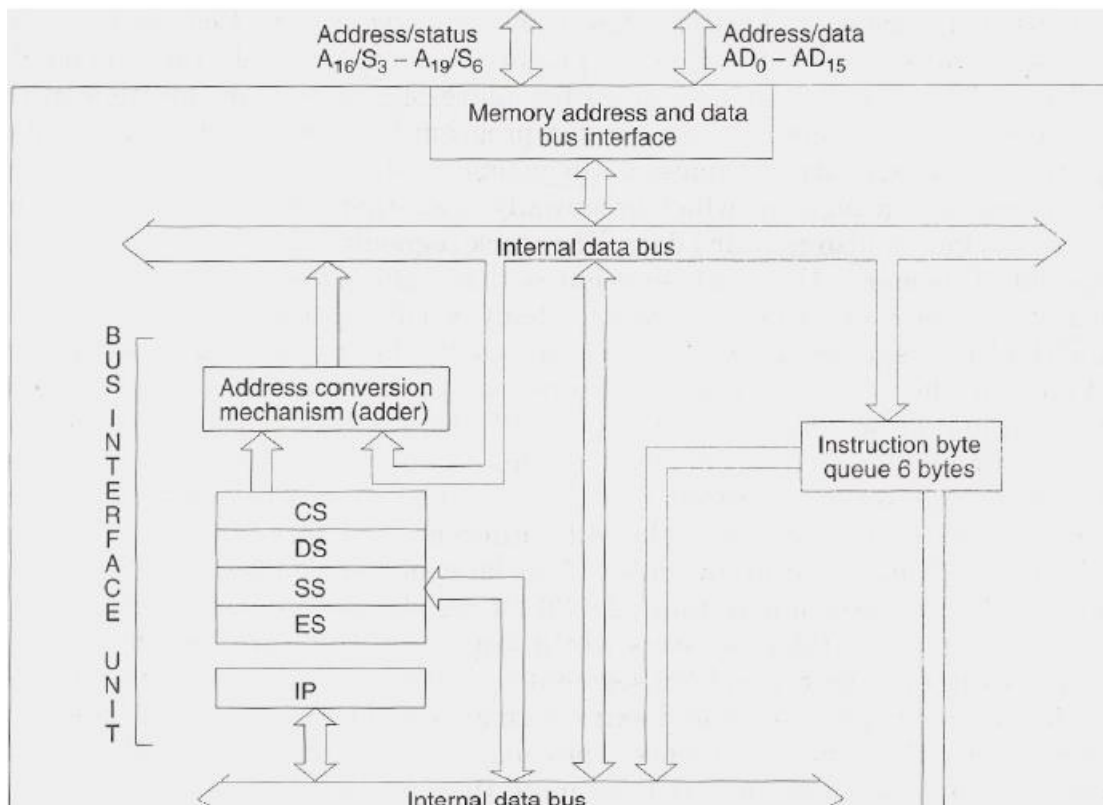 Address/status
A₁₆/S₃ – A₁₉/S₆
Address/data
AD₀ – AD₁₅
Memory address and data
bus interface
Internal data bus
BUS INTERFACE UNIT
Address conversion
mechanism (adder)
Instruction byte
queue 6 bytes
CS
DS
SS
ES
IP
Internal data bus